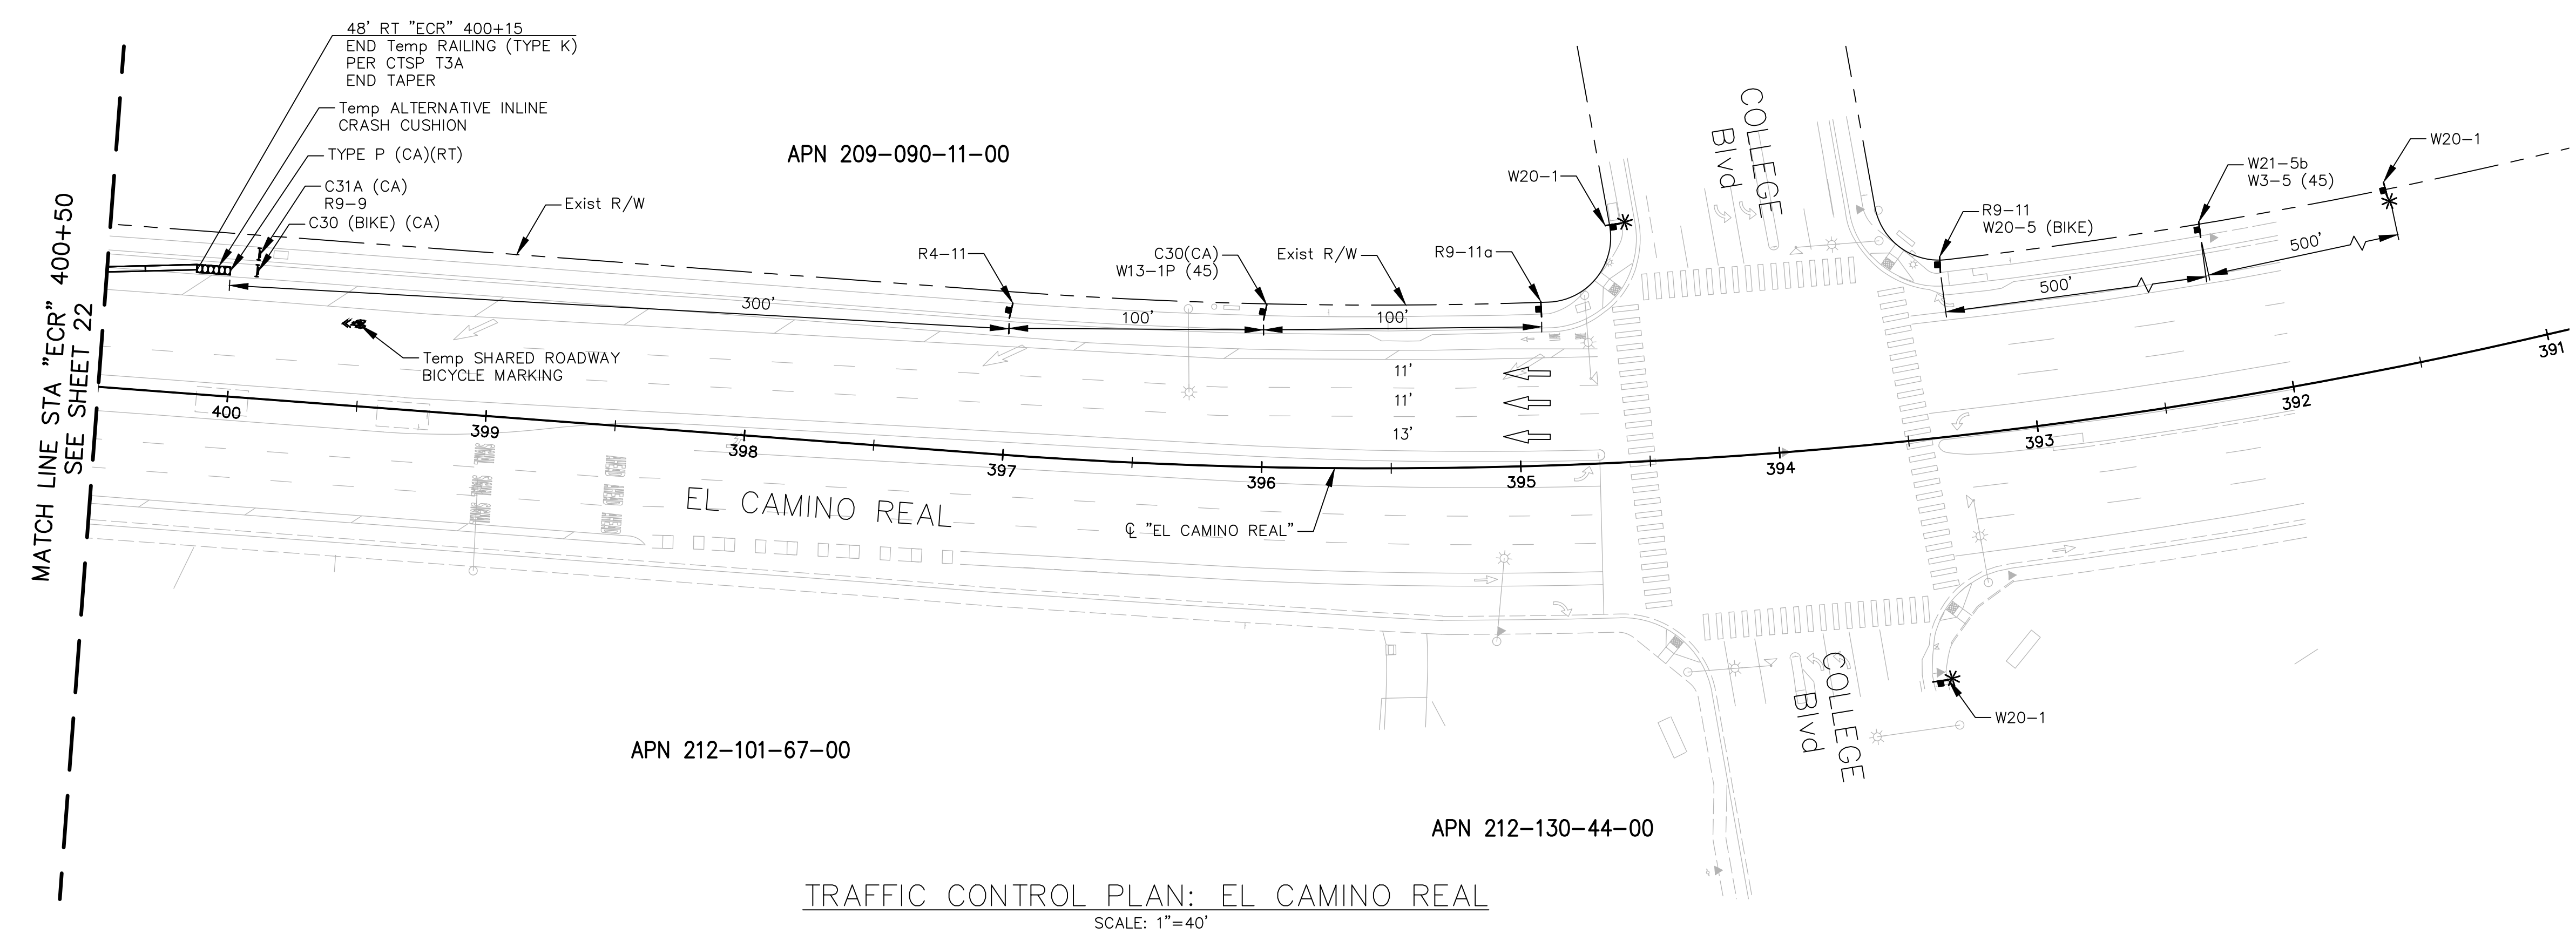 48' RT "ECR" 400+15
END Temp RAILING (TYPE K)
PER CTSP T3A
END TAPER
Temp ALTERNATIVE INLINE
CRASH CUSHION
TYPE P (CA)(RT)
C31A (CA)
R9-9
C30 (BIKE) (CA)
Exist R/W
APN 209-090-11-00
MATCH LINE STA "ECR" 400+50
SEE SHEET 22
300'
Temp SHARED ROADWAY
BICYCLE MARKING
R4-11
100'
C30(CA)
W13-1P (45)
Exist R/W
100'
R9-11a
W20-1
COLLEGE
Blvd
R9-11
W20-5 (BIKE)
500'
W21-5b
W3-5 (45)
500'
W20-1
11'
11'
13'
400
399
398
397
396
395
394
393
392
391
EL CAMINO REAL
℄ "EL CAMINO REAL"
COLLEGE
Blvd
W20-1
APN 212-101-67-00
APN 212-130-44-00
TRAFFIC CONTROL PLAN: EL CAMINO REAL
SCALE: 1"=40'